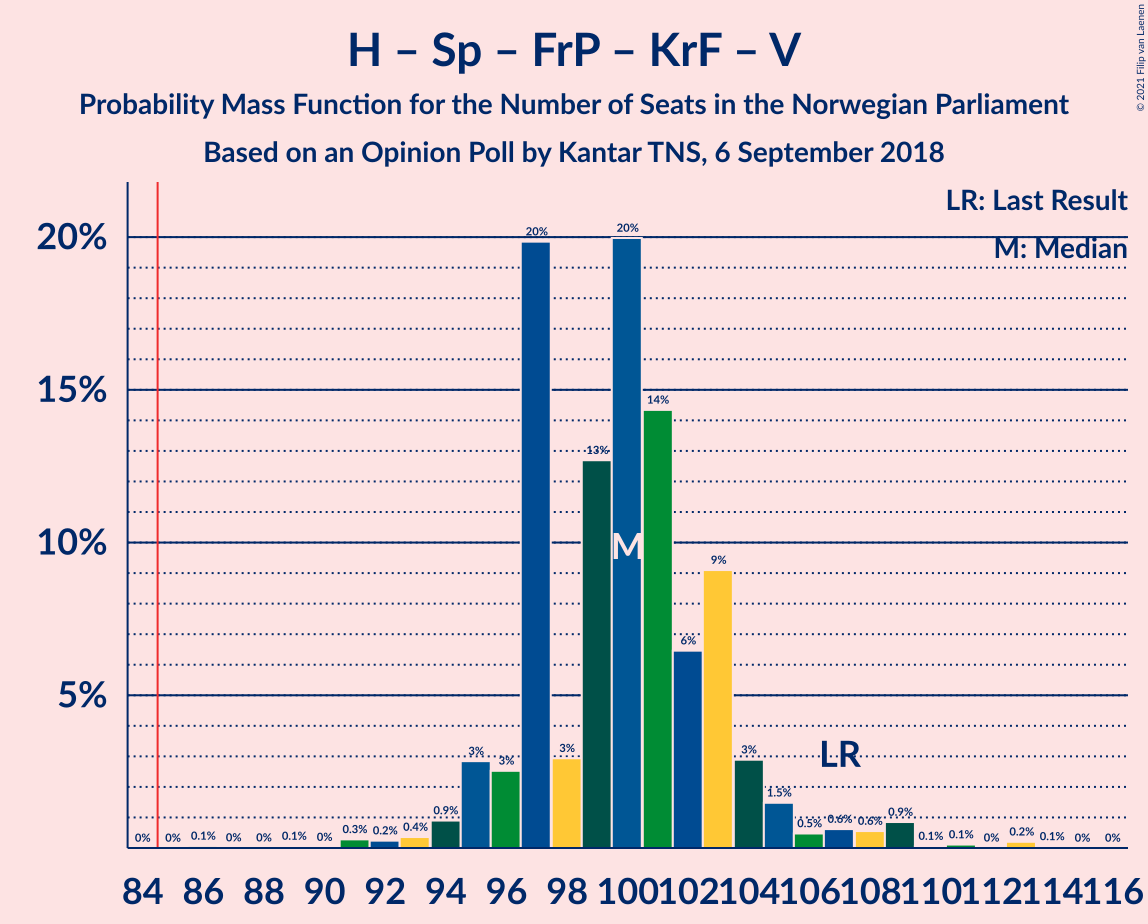 H – Sp – FrP – KrF – V
Probability Mass Function for the Number of Seats in the Norwegian Parliament
Based on an Opinion Poll by Kantar TNS, 6 September 2018
© 2021 Filip van Laenen
LR: Last Result
M: Median
20%
15%
10%
5%
0% 0% 0.1% 0% 0% 0.1% 0% 0.3% 0.2% 0.4% 0.9% 3% 3% 20% 3% 13% 20% 14% 6% 9% 3% 1.5% 0.5% 0.6% 0.6% 0.9% 0.1% 0.1% 0% 0.2% 0.1% 0% 0%
M
LR
84 86 88 90 92 94 96 98 100 102 104 106 108 110 112 114 116